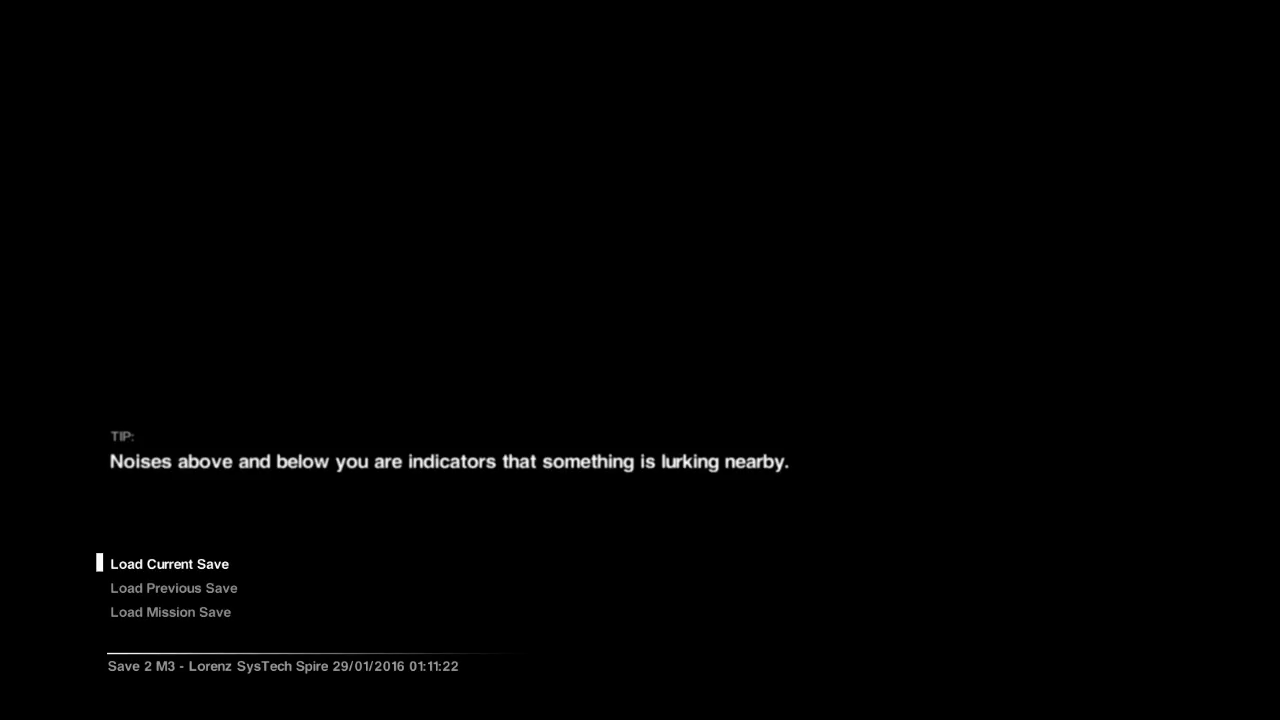 TIP:
Noises above and below you are indicators that something is lurking nearby.
Load Current Save
Load Previous Save
Load Mission Save
Save 2 M3 - Lorenz SysTech Spire 29/01/2016 01:11:22